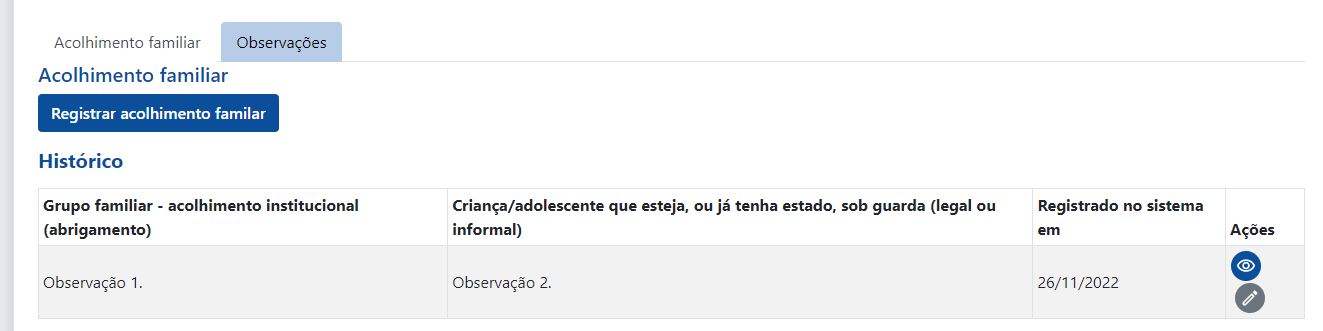 Acolhimento familiar
Observações
Acolhimento familiar
Registrar acolhimento familar
Histórico
Grupo familiar - acolhimento institucional
(abrigamento)
Criança/adolescente que esteja, ou já tenha estado, sob guarda (legal ou
informal)
Registrado no sistema
em
Ações
Observação 1.
Observação 2.
26/11/2022